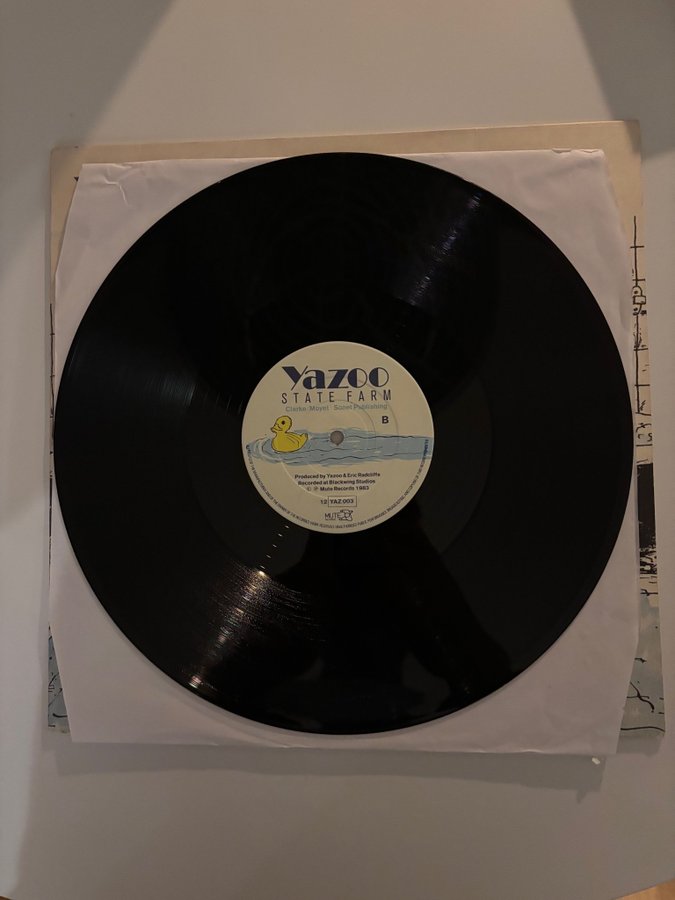 Yazoo
STATE FARM
Clarke/Moyet Sonet Publishing
B
Produced by Yazoo & Eric Radcliffe
Recorded at Blackwing Studios
© ℗ Mute Records 1983
12 YAZ 003
MUTE